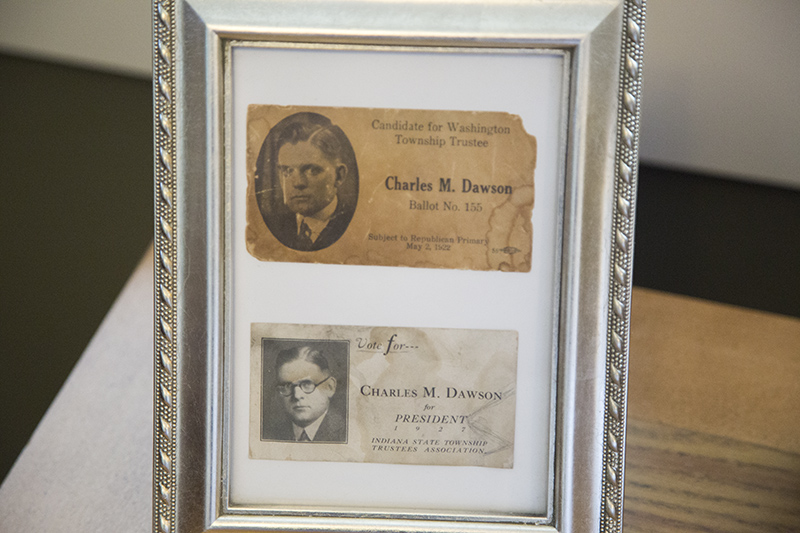 Candidate for Washington
Township Trustee
Charles M. Dawson
Ballot No. 155
Subject to Republican Primary
May 2, 1922
Vote for---
CHARLES M. DAWSON
for
PRESIDENT
1 9 2 7
INDIANA STATE TOWNSHIP
TRUSTEES ASSOCIATION.